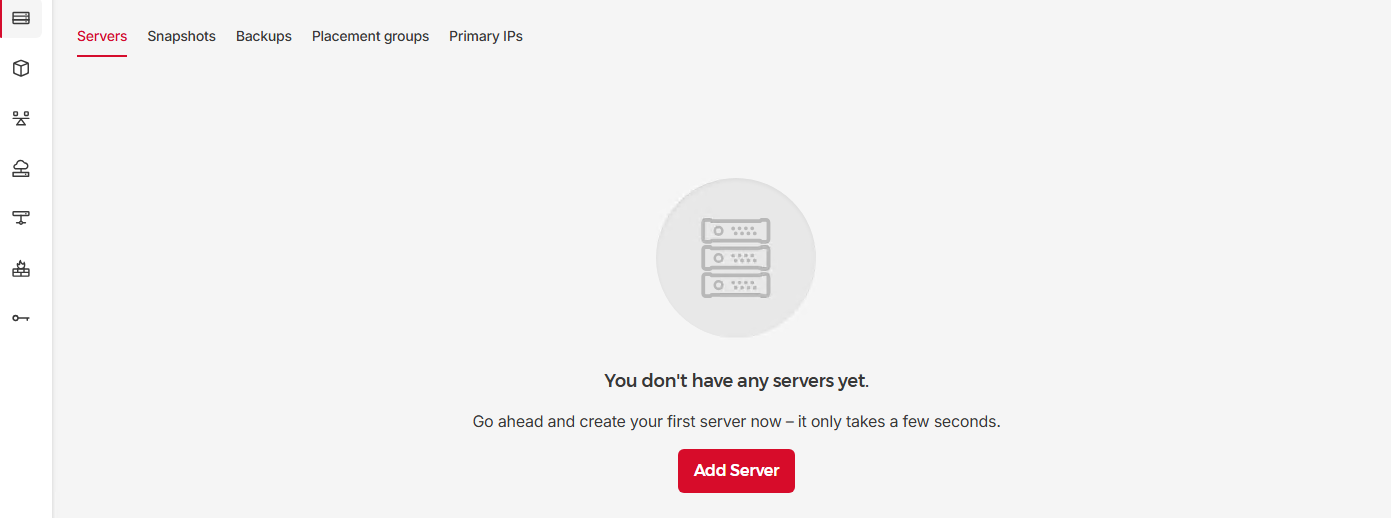 Servers Snapshots Backups Placement groups Primary IPs
You don't have any servers yet.
Go ahead and create your first server now – it only takes a few seconds.
Add Server